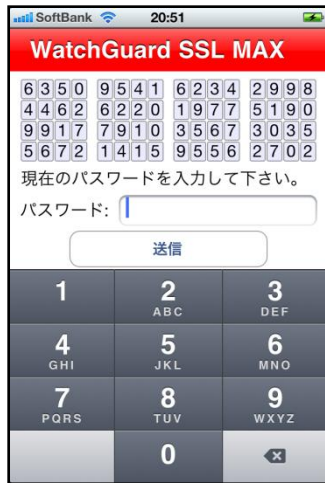 SoftBank 20:51
WatchGuard SSL MAX
6350 9541 6234 2998
4462 6220 1977 5190
9917 7910 3567 3035
5672 1415 9556 2702
現在のパスワードを入力して下さい。
パスワード:
送信
1 2 3
ABC DEF
4 5 6
GHI JKL MNO
7 8 9
PQRS TUV WXYZ
0